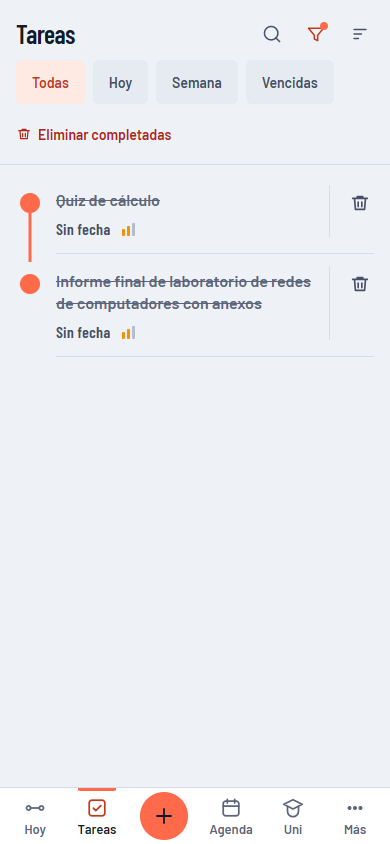 Tareas
Todas
Hoy
Semana
Vencidas
Eliminar completadas
Quiz de cálculo
Sin fecha
Informe final de laboratorio de redes
de computadores con anexos
Sin fecha
Hoy
Tareas
Agenda
Uni
Más